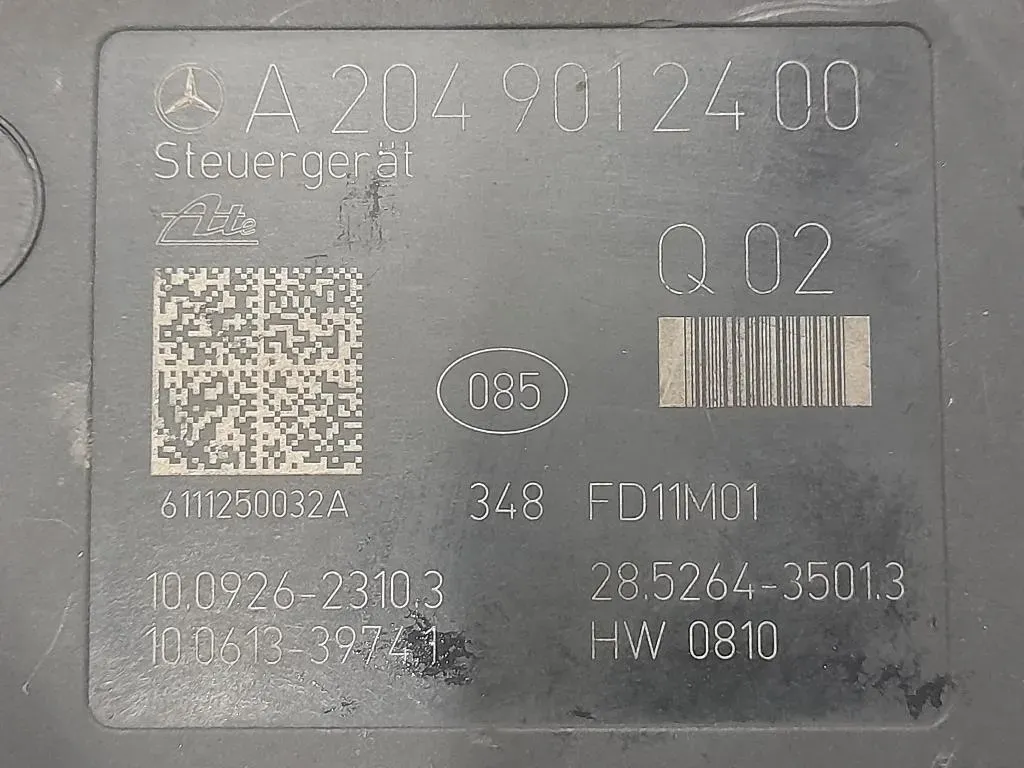 A 204 901 24 00
Steuergerät
Ate
Q 02
085
6111250032A
348 FD11M01
10.0926-2310.3
28.5264-3501.3
10.0613-3974.1
HW 0810